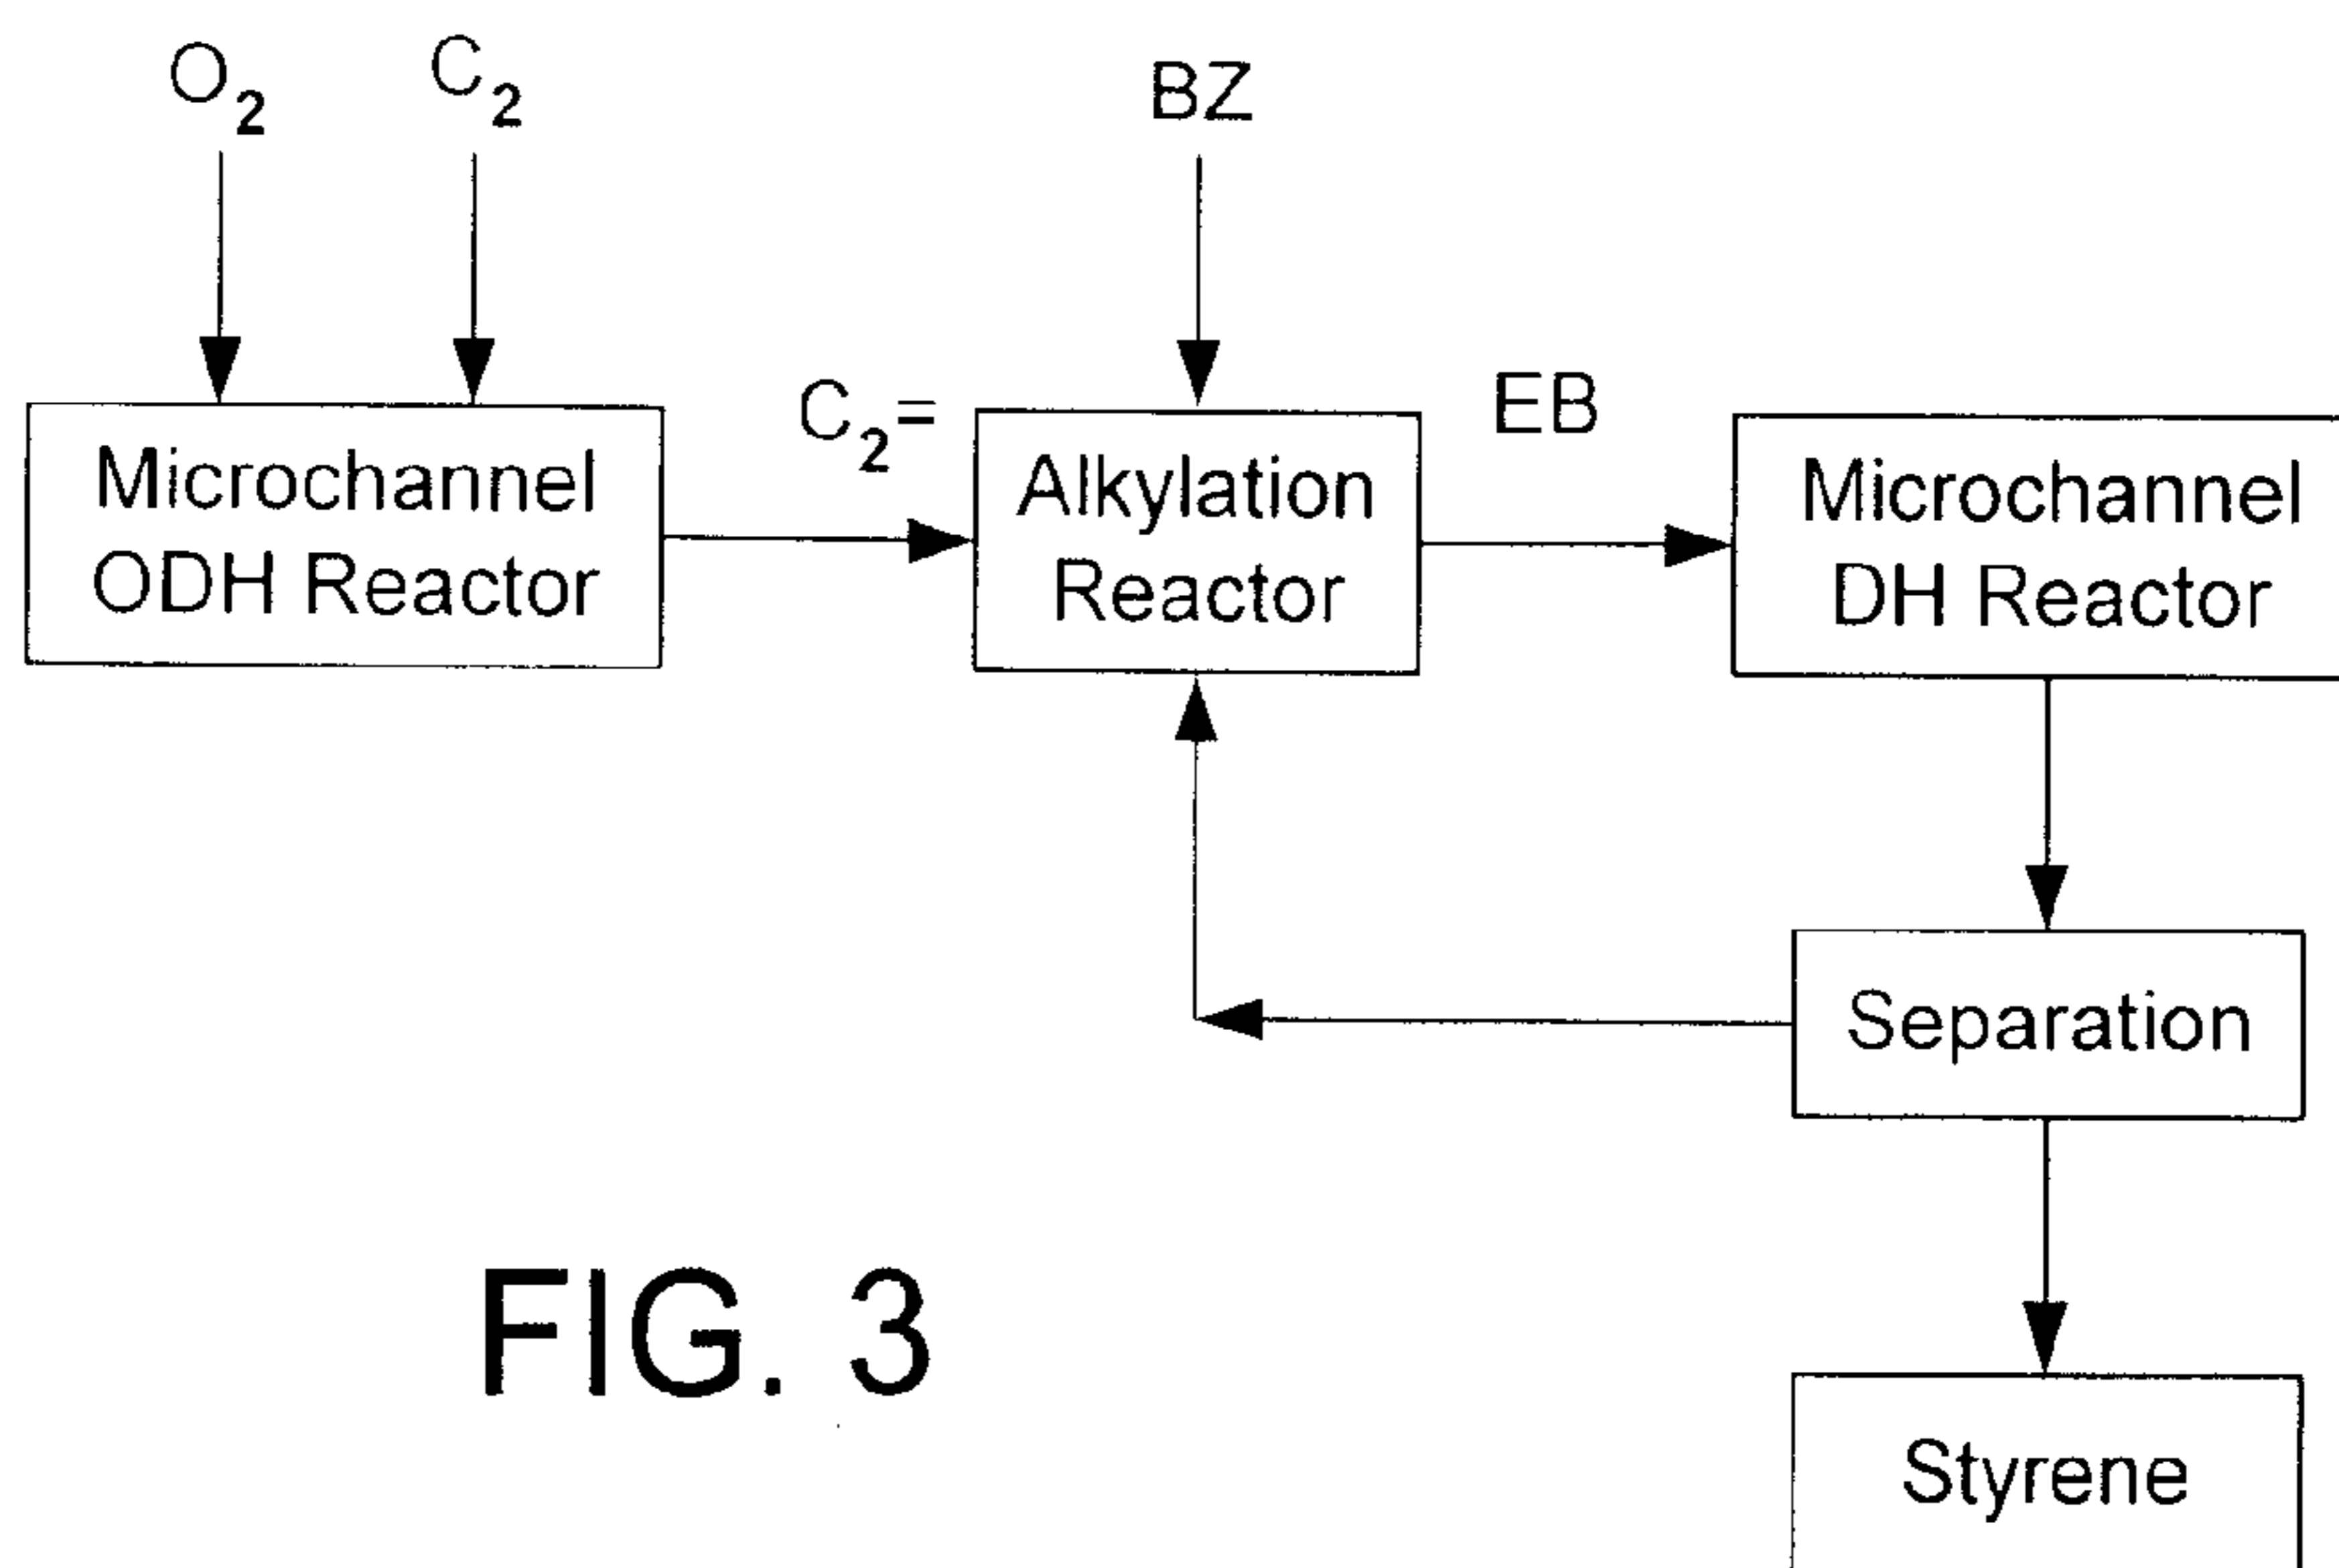 O₂
C₂
BZ
C₂=
EB
Microchannel
ODH Reactor
Alkylation
Reactor
Microchannel
DH Reactor
Separation
Styrene
FIG. 3